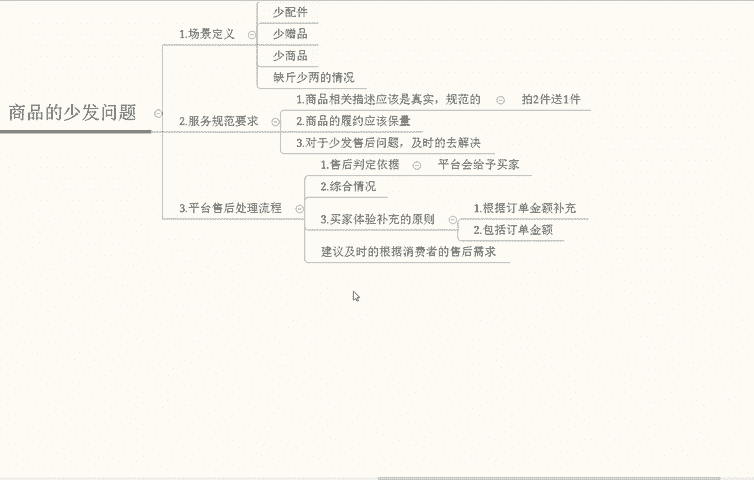 商品的少发问题
1.场景定义
少配件
少赠品
少商品
缺斤少两的情况
2.服务规范要求
1.商品相关描述应该是真实，规范的
拍2件送1件
2.商品的履约应该保量
3.对于少发售后问题，及时的去解决
3.平台售后处理流程
1.售后判定依据
平台会给予买家
2.综合情况
3.买家体验补充的原则
1.根据订单金额补充
2.包括订单金额
建议及时的根据消费者的售后需求